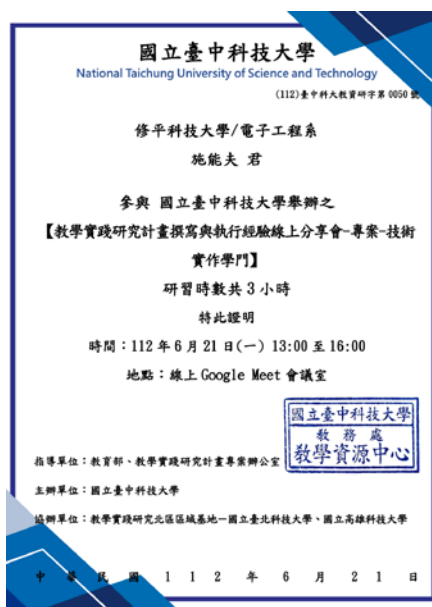 國立臺中科技大學
National Taichung University of Science and Technology
(112)臺中科大教資研字第 0050 號
修平科技大學/電子工程系
施能夫 君
參與 國立臺中科技大學舉辦之
【教學實踐研究計畫撰寫與執行經驗線上分享會-專案-技術
實作學門】
研習時數共 3 小時
特此證明
時間：112 年 6 月 21 日(一) 13:00 至 16:00
地點：線上 Google Meet 會議室
國立臺中科技大學
教務處
教學資源中心
指導單位：教育部、教學實踐研究計畫專案辦公室
主辦單位：國立臺中科技大學
協辦單位：教學實踐研究北區區域基地－國立臺北科技大學、國立高雄科技大學
中 華 民 國 1 1 2 年 6 月 2 1 日